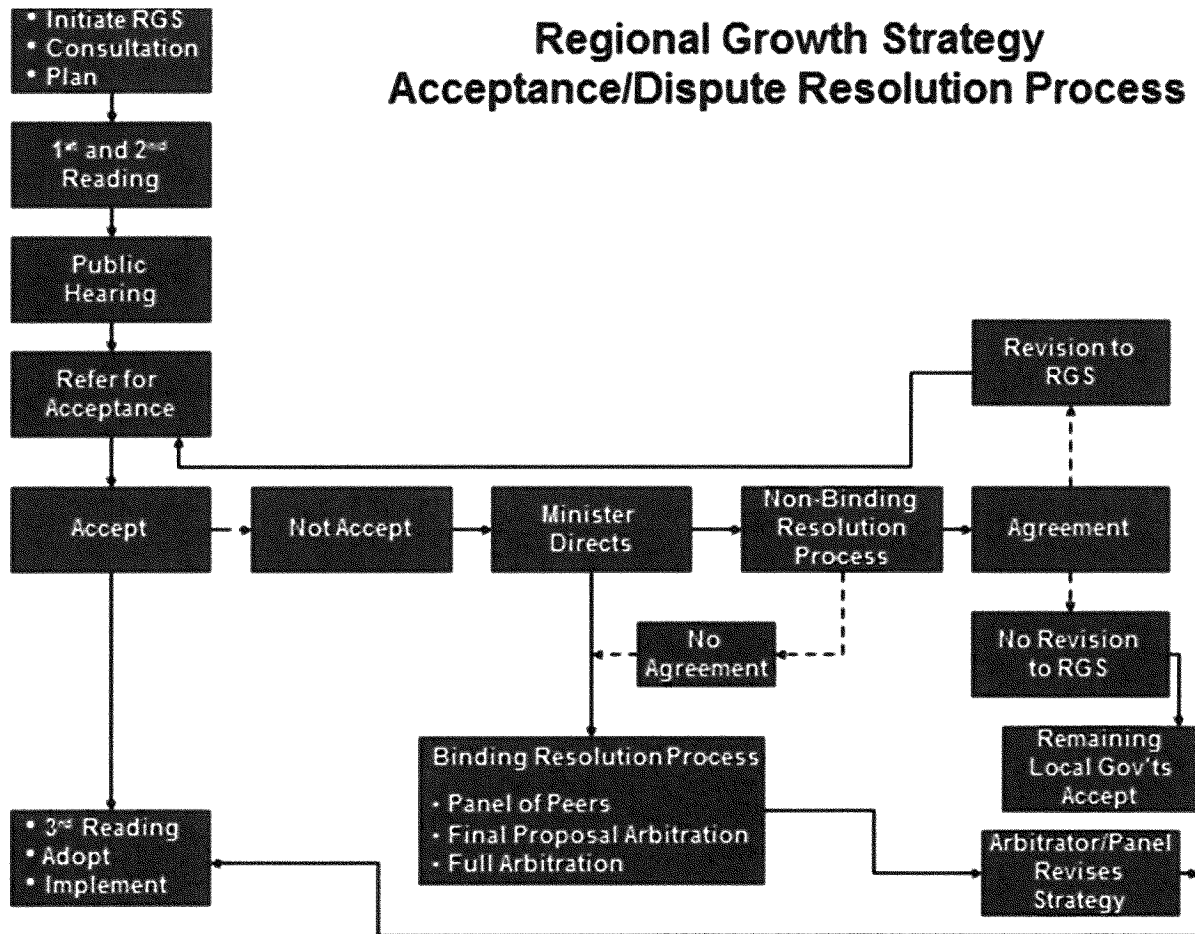 Regional Growth Strategy
Acceptance/Dispute Resolution Process
• Initiate RGS
• Consultation
• Plan
1st and 2nd
Reading
Public
Hearing
Refer for
Acceptance
Revision to
RGS
Accept
Not Accept
Minister
Directs
Non-Binding
Resolution
Process
Agreement
No
Agreement
No Revision
to RGS
Remaining
Local Gov'ts
Accept
Binding Resolution Process
• Panel of Peers
• Final Proposal Arbitration
• Full Arbitration
Arbitrator/Panel
Revises
Strategy
• 3rd Reading
• Adopt
• Implement